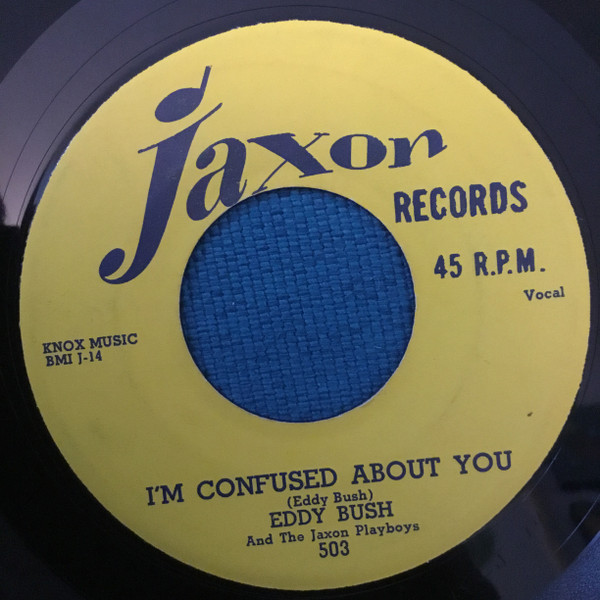 Jaxon
RECORDS
45 R.P.M.
Vocal
KNOX MUSIC
BMI J-14
I'M CONFUSED ABOUT YOU
(Eddy Bush)
EDDY BUSH
And The Jaxon Playboys
503